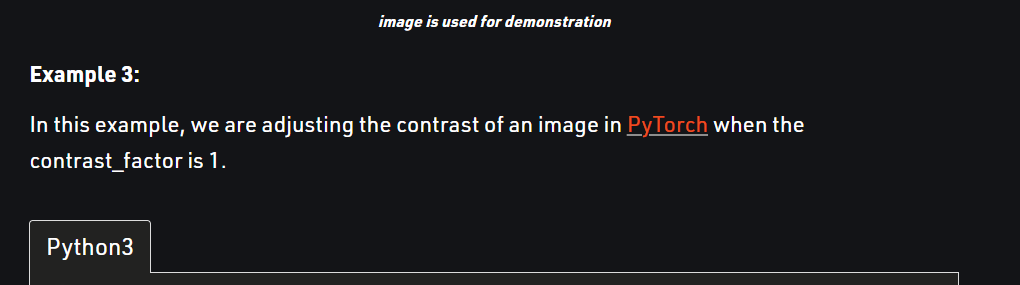 image is used for demonstration
Example 3:
In this example, we are adjusting the contrast of an image in PyTorch when the
contrast_factor is 1.
Python3